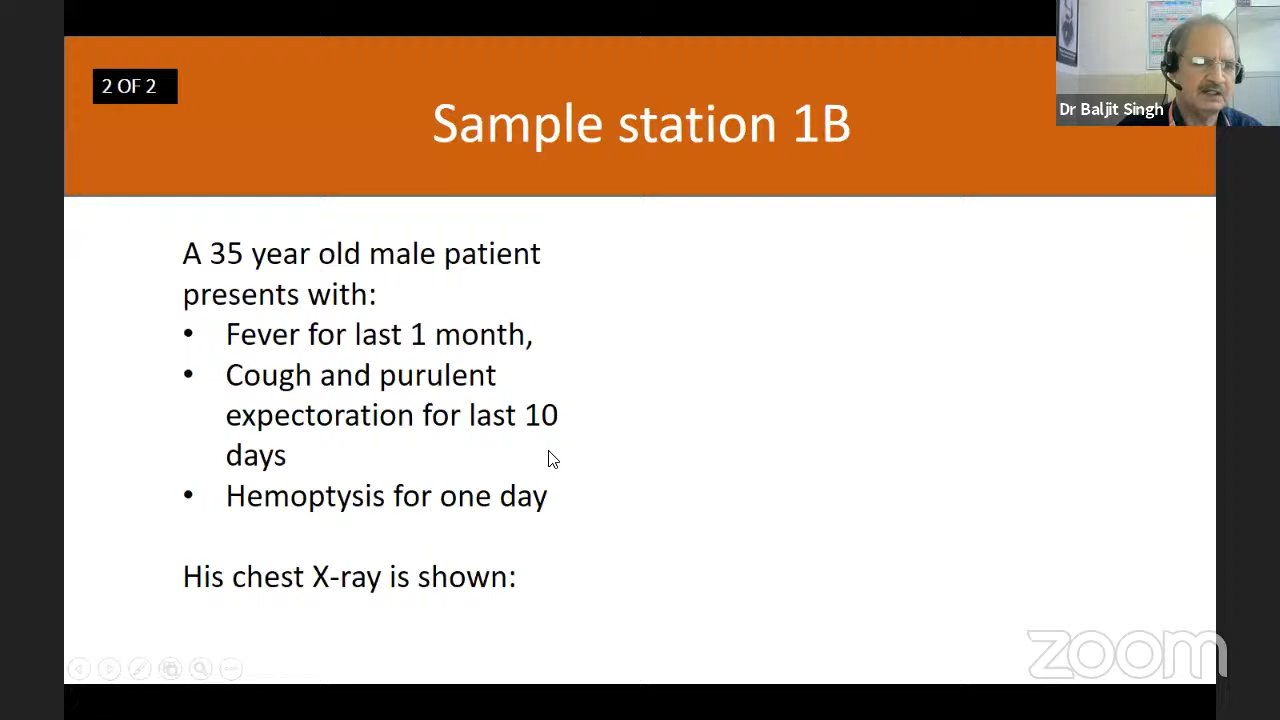 2 OF 2
Sample station 1B
Dr Baljit Singh
A 35 year old male patient
presents with:
• Fever for last 1 month,
• Cough and purulent
expectoration for last 10
days
• Hemoptysis for one day
His chest X-ray is shown:
zoom